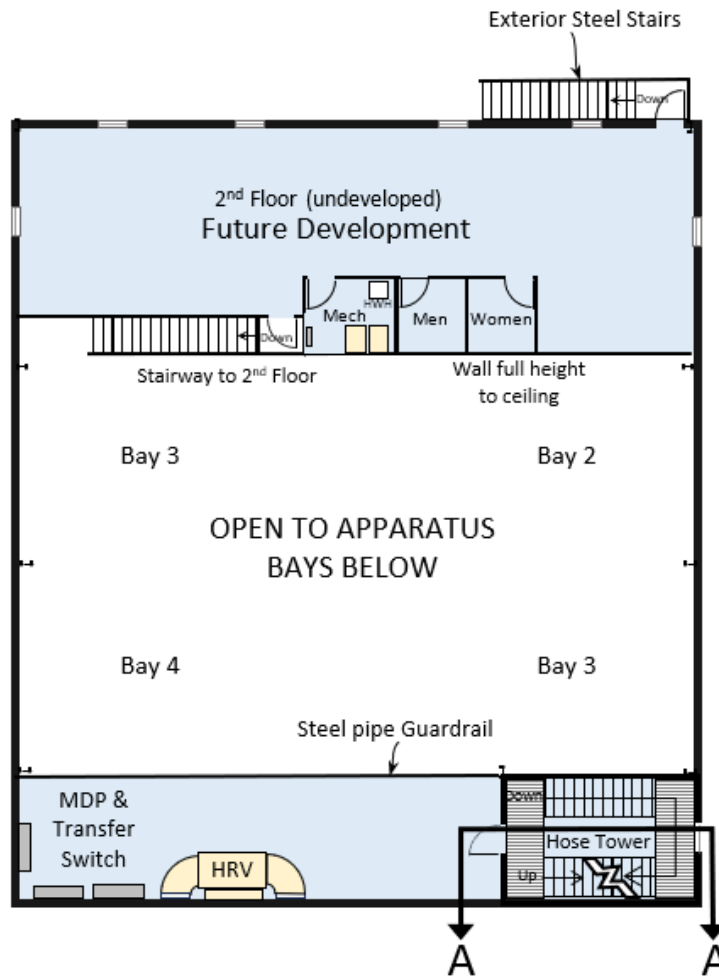 Exterior Steel Stairs
Down
2nd Floor (undeveloped)
Future Development
HWH
Mech
Men
Women
Down
Stairway to 2nd Floor
Wall full height
to ceiling
Bay 3
Bay 2
OPEN TO APPARATUS
BAYS BELOW
Bay 4
Bay 3
Steel pipe Guardrail
MDP &
Transfer
Switch
Down
Hose Tower
HRV
Up
A
A